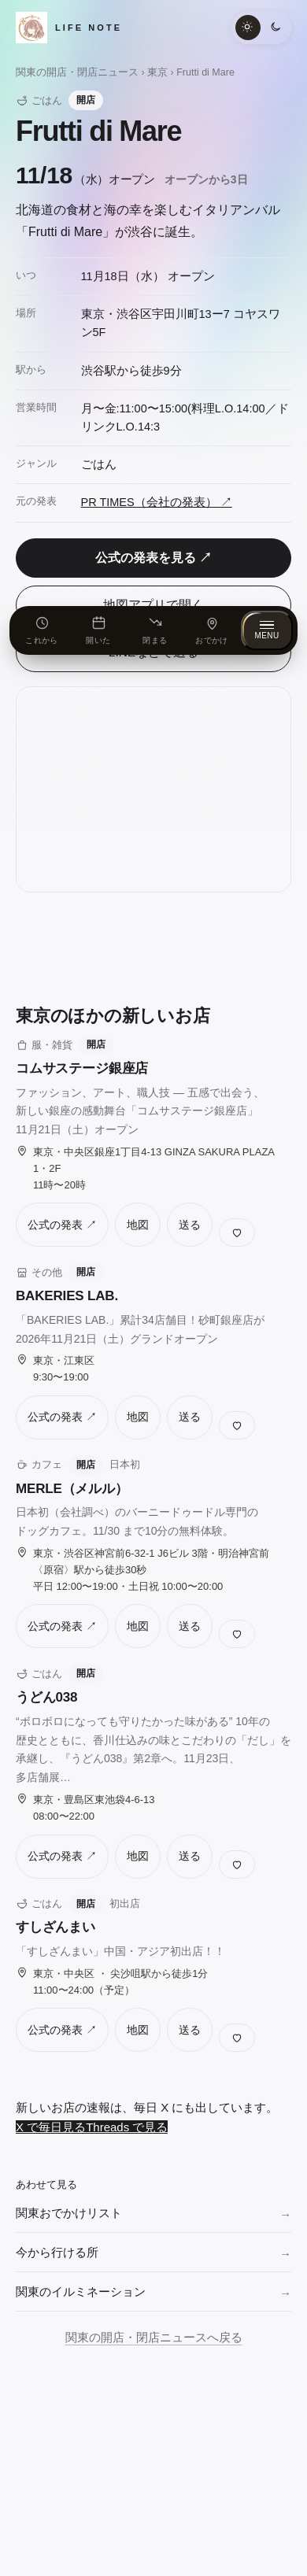 LIFE NOTE
関東の開店・閉店ニュース › 東京 › Frutti di Mare
ごはん 開店
Frutti di Mare
11/18（水）オープン オープンから3日
北海道の食材と海の幸を楽しむイタリアンバル
「Frutti di Mare」が渋谷に誕生。
いつ 11月18日（水） オープン
場所 東京・渋谷区宇田川町13ー7 コヤスワ
ン5F
駅から 渋谷駅から徒歩9分
営業時間 月〜金:11:00〜15:00(料理L.O.14:00／ド
リンクL.O.14:3
ジャンル ごはん
元の発表 PR TIMES（会社の発表） ↗
公式の発表を見る ↗
これから 開いた 閉まる おでかけ MENU
東京のほかの新しいお店
服・雑貨 開店
コムサステージ銀座店
ファッション、アート、職人技 — 五感で出会う、
新しい銀座の感動舞台「コムサステージ銀座店」
11月21日（土）オープン
東京・中央区銀座1丁目4-13 GINZA SAKURA PLAZA
1・2F
11時〜20時
公式の発表 ↗ 地図 送る
その他 開店
BAKERIES LAB.
「BAKERIES LAB.」累計34店舗目！砂町銀座店が
2026年11月21日（土）グランドオープン
東京・江東区
9:30〜19:00
公式の発表 ↗ 地図 送る
カフェ 開店 日本初
MERLE（メルル）
日本初（会社調べ）のバーニードゥードル専門の
ドッグカフェ。11/30 まで10分の無料体験。
東京・渋谷区神宮前6-32-1 J6ビル 3階・明治神宮前
〈原宿〉駅から徒歩30秒
平日 12:00〜19:00・土日祝 10:00〜20:00
公式の発表 ↗ 地図 送る
ごはん 開店
うどん038
“ボロボロになっても守りたかった味がある” 10年の
歴史とともに、香川仕込みの味とこだわりの「だし」を
承継し、『うどん038』第2章へ。11月23日、
多店舗展…
東京・豊島区東池袋4-6-13
08:00〜22:00
公式の発表 ↗ 地図 送る
ごはん 開店 初出店
すしざんまい
「すしざんまい」中国・アジア初出店！！
東京・中央区 ・ 尖沙咀駅から徒歩1分
11:00〜24:00（予定）
公式の発表 ↗ 地図 送る
新しいお店の速報は、毎日 X にも出しています。
X で毎日見るThreads で見る
あわせて見る
関東おでかけリスト →
今から行ける部 →
関東のイルミネーション →
関東の開店・閉店ニュースへ戻る